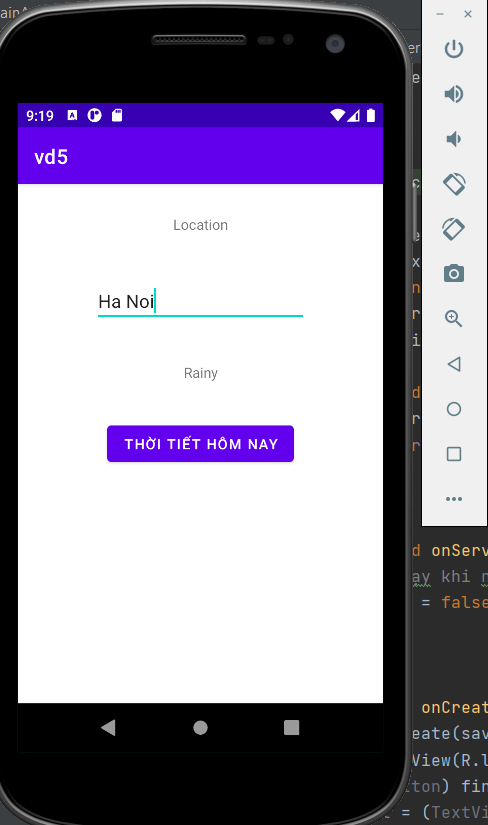 9:19
vd5
Location
Ha Noi
Rainy
THỜI TIẾT HÔM NAY
onServ
ay khi n
= false
onCreat
eate(sav
View(R.l
ton) fin
= (TextVi